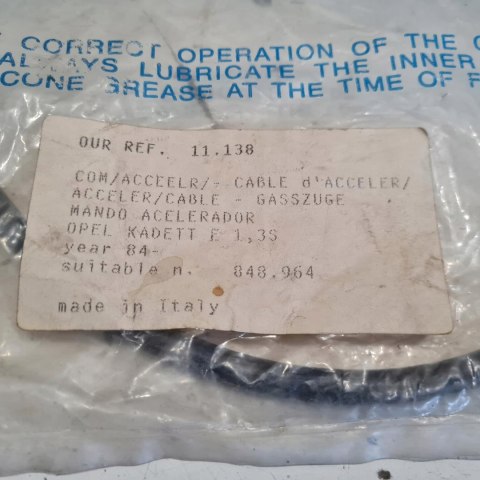 CORRECT OPERATION OF THE
ALWAYS LUBRICATE THE INNER
CONE GREASE AT THE TIME OF
OUR REF. 11.138
COM/ACCEELR/- CABLE d'ACCELER/
ACCELER/CABLE - GASSZUGE
MANDO ACELERADOR
OPEL KADETT E 1,3S
year 84-
suitable n. 848.964
made in Italy